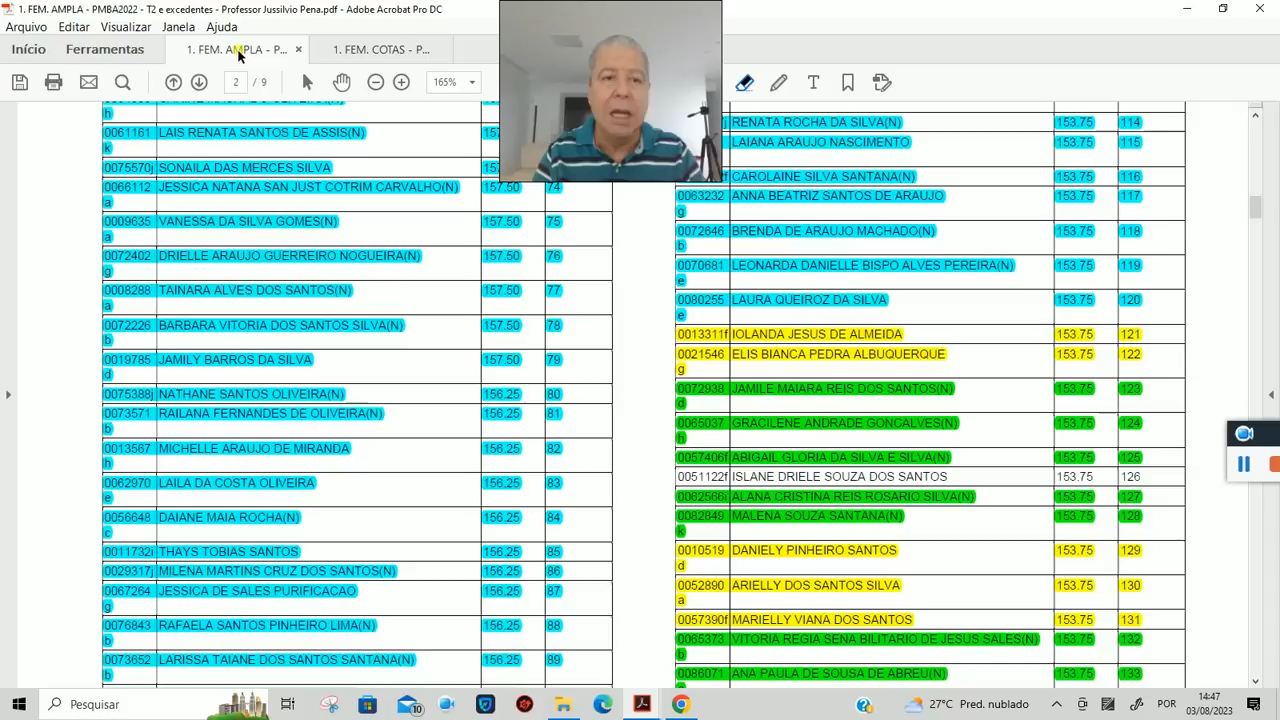 1. FEM. AMPLA - PMBA2022 - T2 e excedentes - Professor Jussilvio Pena.pdf - Adobe Acrobat Pro DC
Arquivo Editar Visualizar Janela Ajuda
Início Ferramentas 1. FEM. AMPLA - P... × 1. FEM. COTAS - P...
2 / 9 165%
h
0061161 LAIS RENATA SANTOS DE ASSIS(N) 157
k
0075570j SONAILA DAS MERCES SILVA 157
0066112 JESSICA NATANA SAN JUST COTRIM CARVALHO(N) 157.50 74
a
0009635 VANESSA DA SILVA GOMES(N) 157.50 75
a
0072402 DRIELLE ARAUJO GUERREIRO NOGUEIRA(N) 157.50 76
g
0008288 TAINARA ALVES DOS SANTOS(N) 157.50 77
a
0072226 BARBARA VITORIA DOS SANTOS SILVA(N) 157.50 78
b
0019785 JAMILY BARROS DA SILVA 157.50 79
d
0075388j NATHANE SANTOS OLIVEIRA(N) 156.25 80
0073571 RAILANA FERNANDES DE OLIVEIRA(N) 156.25 81
b
0013567 MICHELLE ARAUJO DE MIRANDA 156.25 82
h
0062970 LAILA DA COSTA OLIVEIRA 156.25 83
e
0056648 DAIANE MAIA ROCHA(N) 156.25 84
c
0011732i THAYS TOBIAS SANTOS 156.25 85
0029317j MILENA MARTINS CRUZ DOS SANTOS(N) 156.25 86
0067264 JESSICA DE SALES PURIFICACAO 156.25 87
g
0076843 RAFAELA SANTOS PINHEIRO LIMA(N) 156.25 88
b
0073652 LARISSA TAIANE DOS SANTOS SANTANA(N) 156.25 89
b
RENATA ROCHA DA SILVA(N) 153.75 114
LAIANA ARAUJO NASCIMENTO 153.75 115
CAROLAINE SILVA SANTANA(N) 153.75 116
0063232 ANNA BEATRIZ SANTOS DE ARAUJO 153.75 117
g
0072646 BRENDA DE ARAUJO MACHADO(N) 153.75 118
b
0070681 LEONARDA DANIELLE BISPO ALVES PEREIRA(N) 153.75 119
e
0080255 LAURA QUEIROZ DA SILVA 153.75 120
e
0013311f IOLANDA JESUS DE ALMEIDA 153.75 121
0021546 ELIS BIANCA PEDRA ALBUQUERQUE 153.75 122
g
0072938 JAMILE MAIARA REIS DOS SANTOS(N) 153.75 123
d
0065037 GRACILENE ANDRADE GONCALVES(N) 153.75 124
h
0057406f ABIGAIL GLORIA DA SILVA E SILVA(N) 153.75 125
0051122f ISLANE DRIELE SOUZA DOS SANTOS 153.75 126
0062566i ALANA CRISTINA REIS ROSARIO SILVA(N) 153.75 127
0082849 MALENA SOUZA SANTANA(N) 153.75 128
k
0010519 DANIELY PINHEIRO SANTOS 153.75 129
d
0052890 ARIELLY DOS SANTOS SILVA 153.75 130
a
0057390f MARIELLY VIANA DOS SANTOS 153.75 131
0065373 VITORIA REGIA SENA BILITARIO DE JESUS SALES(N) 153.75 132
b
0086071 ANA PAULA DE SOUSA DE ABREU(N) 153.75 133
Pesquisar 10 27°C Pred. nublado POR 14:47
03/08/2023